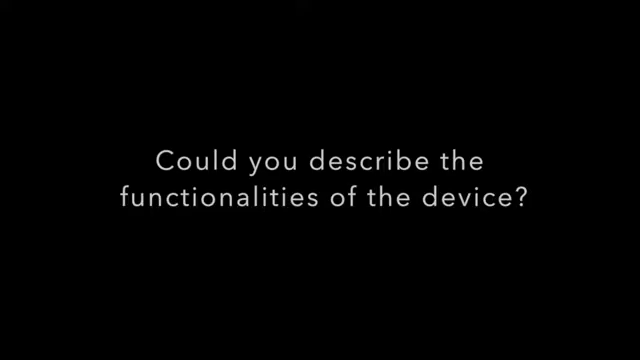 Could you describe the
functionalities of the device?